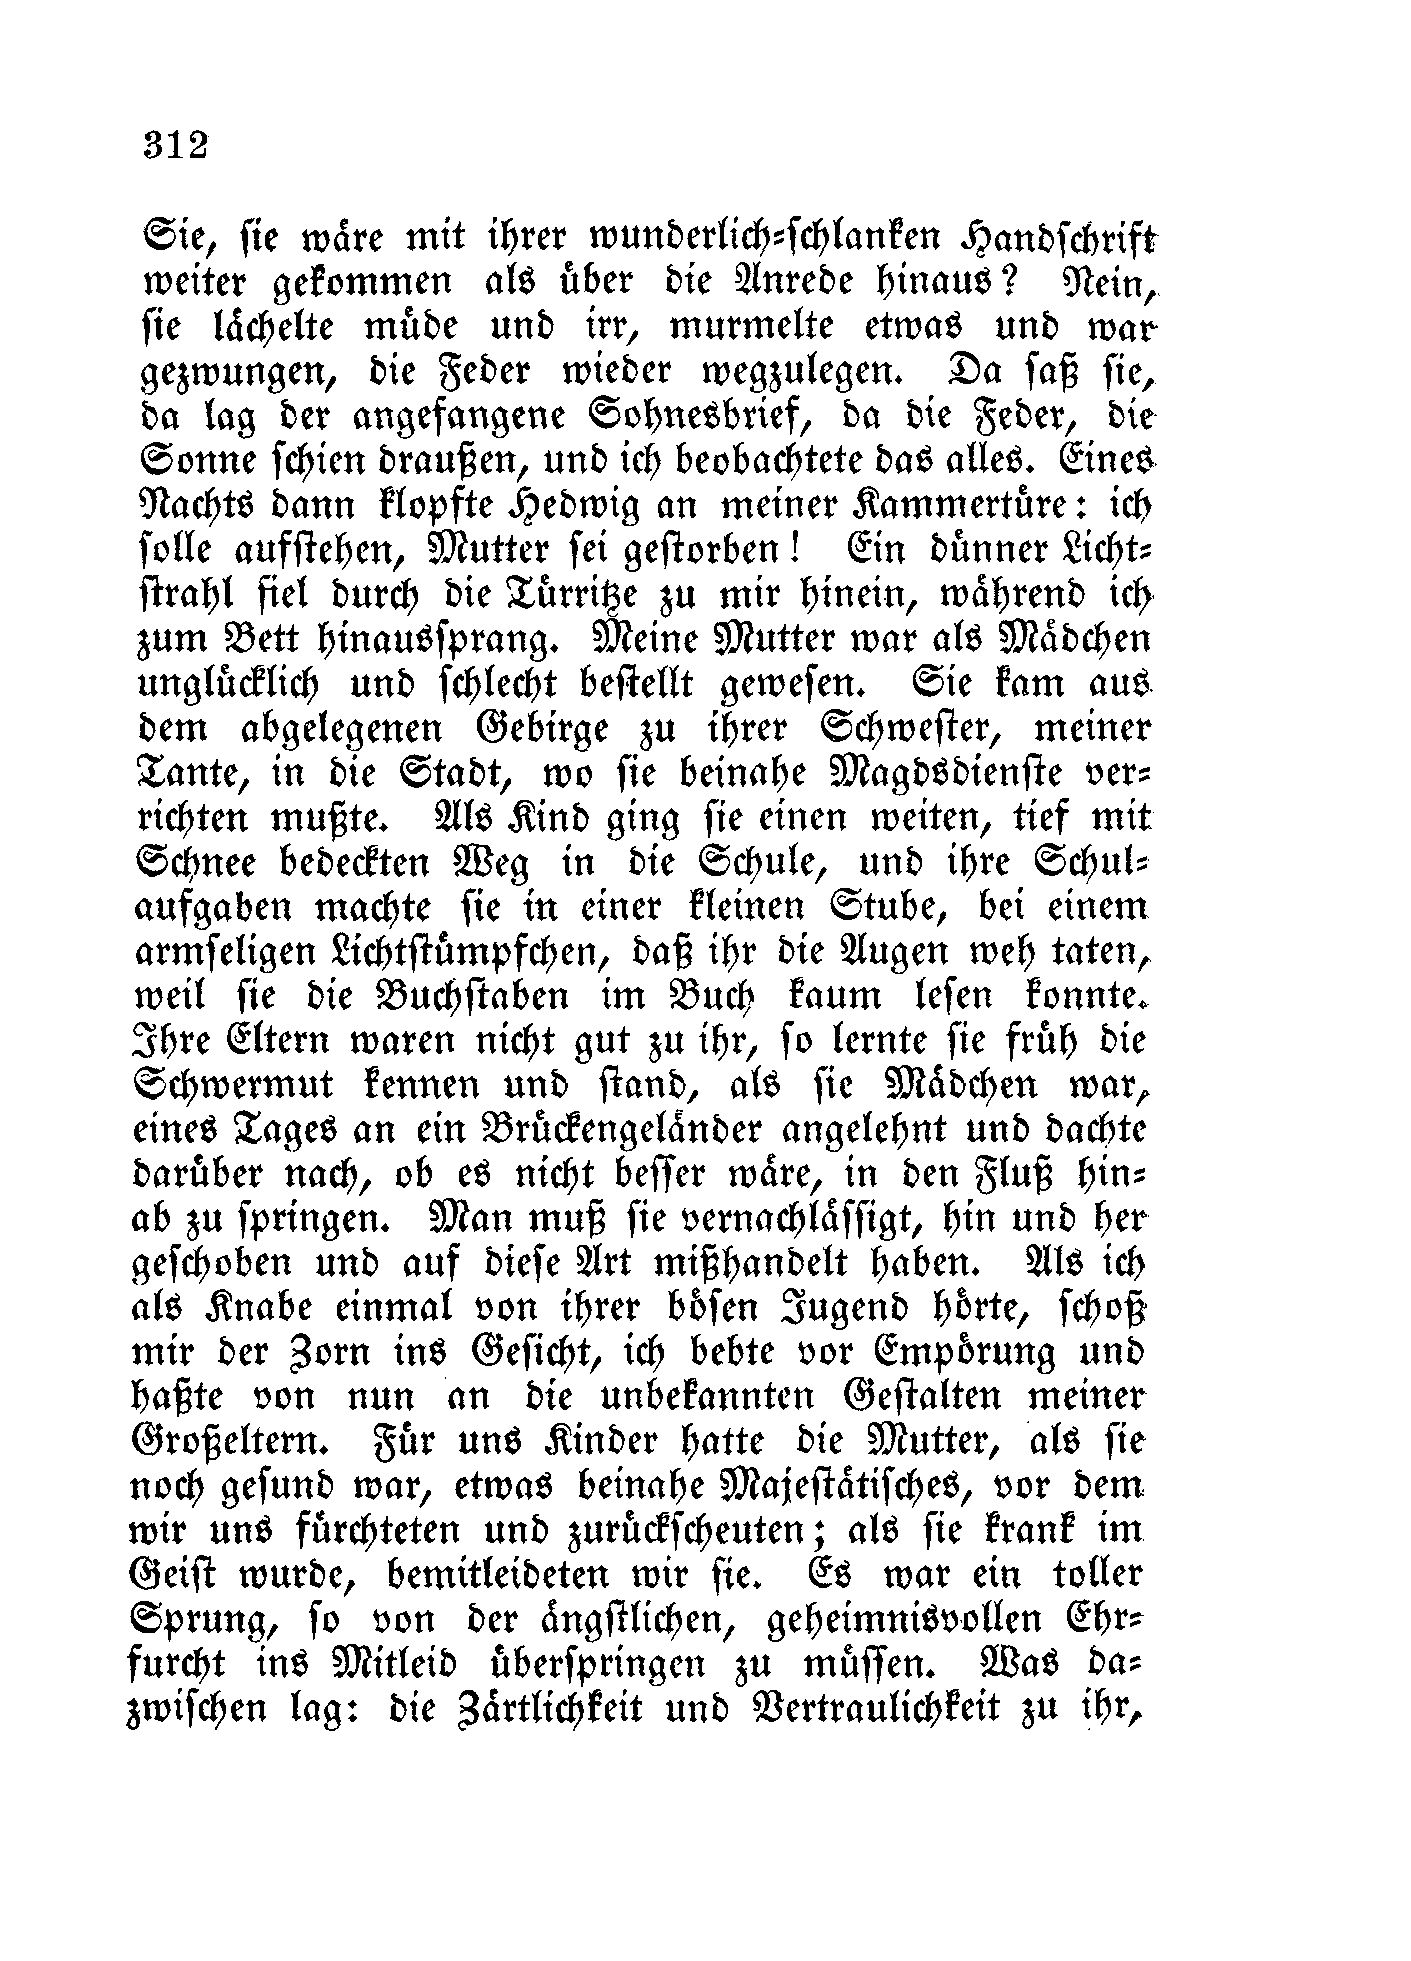 312
Sie, sie wäre mit ihrer wunderlich-schlanken Handschrift
weiter gekommen als über die Anrede hinaus? Nein,
sie lächelte müde und irr, murmelte etwas und war
gezwungen, die Feder wieder wegzulegen. Da saß sie,
da lag der angefangene Sohnesbrief, da die Feder, die
Sonne schien draußen, und ich beobachtete das alles. Eines
Nachts dann klopfte Hedwig an meiner Kammertüre: ich
solle aufstehen, Mutter sei gestorben! Ein dünner Licht-
strahl fiel durch die Türritze zu mir hinein, während ich
zum Bett hinaussprang. Meine Mutter war als Mädchen
unglücklich und schlecht bestellt gewesen. Sie kam aus
dem abgelegenen Gebirge zu ihrer Schwester, meiner
Tante, in die Stadt, wo sie beinahe Magdsdienste ver-
richten mußte. Als Kind ging sie einen weiten, tief mit
Schnee bedeckten Weg in die Schule, und ihre Schul-
aufgaben machte sie in einer kleinen Stube, bei einem
armseligen Lichtstümpfchen, daß ihr die Augen weh taten,
weil sie die Buchstaben im Buch kaum lesen konnte.
Ihre Eltern waren nicht gut zu ihr, so lernte sie früh die
Schwermut kennen und stand, als sie Mädchen war,
eines Tages an ein Brückengeländer angelehnt und dachte
darüber nach, ob es nicht besser wäre, in den Fluß hin-
ab zu springen. Man muß sie vernachlässigt, hin und her
geschoben und auf diese Art mißhandelt haben. Als ich
als Knabe einmal von ihrer bösen Jugend hörte, schoß
mir der Zorn ins Gesicht, ich bebte vor Empörung und
haßte von nun an die unbekannten Gestalten meiner
Großeltern. Für uns Kinder hatte die Mutter, als sie
noch gesund war, etwas beinahe Majestätisches, vor dem
wir uns fürchteten und zurückscheuten; als sie krank im
Geist wurde, bemitleideten wir sie. Es war ein toller
Sprung, so von der ängstlichen, geheimnisvollen Ehr-
furcht ins Mitleid überspringen zu müssen. Was da-
zwischen lag: die Zärtlichkeit und Vertraulichkeit zu ihr,